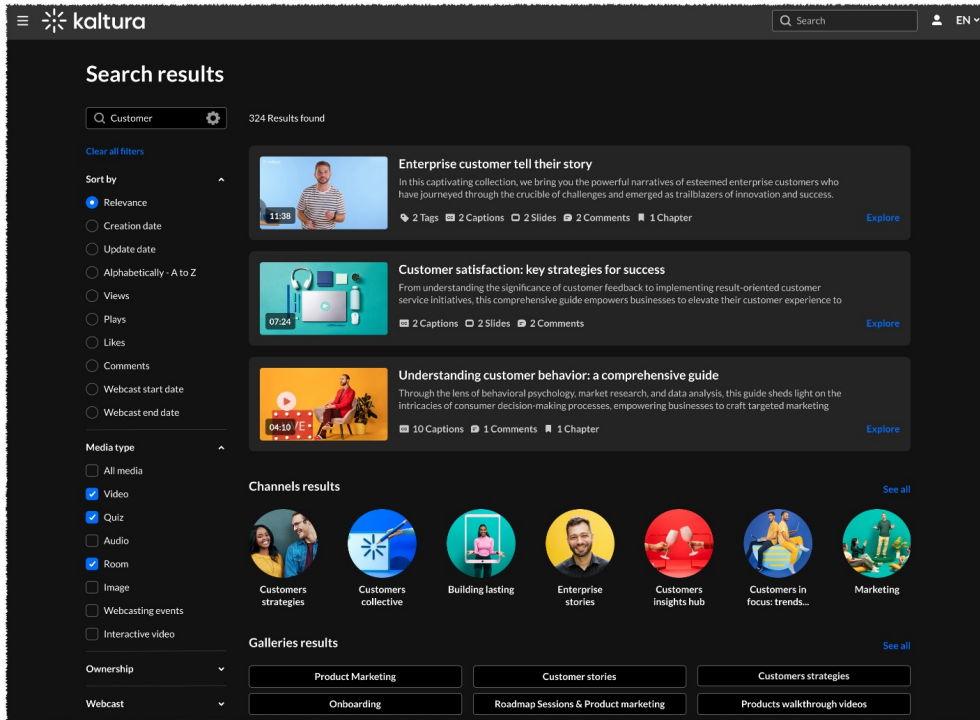 kaltura
Search
EN
Search results
Customer
324 Results found
Clear all filters
Sort by
Relevance
Creation date
Update date
Alphabetically - A to Z
Views
Plays
Likes
Comments
Webcast start date
Webcast end date
Media type
All media
Video
Quiz
Audio
Room
Image
Webcasting events
Interactive video
Ownership
Webcast
11:38
Enterprise customer tell their story
In this captivating collection, we bring you the powerful narratives of esteemed enterprise customers who
have journeyed through the crucible of challenges and emerged as trailblazers of innovation and success.
2 Tags 2 Captions 2 Slides 2 Comments 1 Chapter
Explore
07:24
Customer satisfaction: key strategies for success
From understanding the significance of customer feedback to implementing result-oriented customer
service initiatives, this comprehensive guide empowers businesses to elevate their customer experience to
2 Captions 2 Slides 2 Comments
Explore
04:10
Understanding customer behavior: a comprehensive guide
Through the lens of behavioral psychology, market research, and data analysis, this guide sheds light on the
intricacies of consumer decision-making processes, empowering businesses to craft targeted marketing
10 Captions 1 Comments 1 Chapter
Explore
Channels results
See all
Customers
strategies
Customers
collective
Building lasting
Enterprise
stories
Customers
insights hub
Customers in
focus: trends...
Marketing
Galleries results
See all
Product Marketing
Customer stories
Customers strategies
Onboarding
Roadmap Sessions & Product marketing
Products walkthrough videos